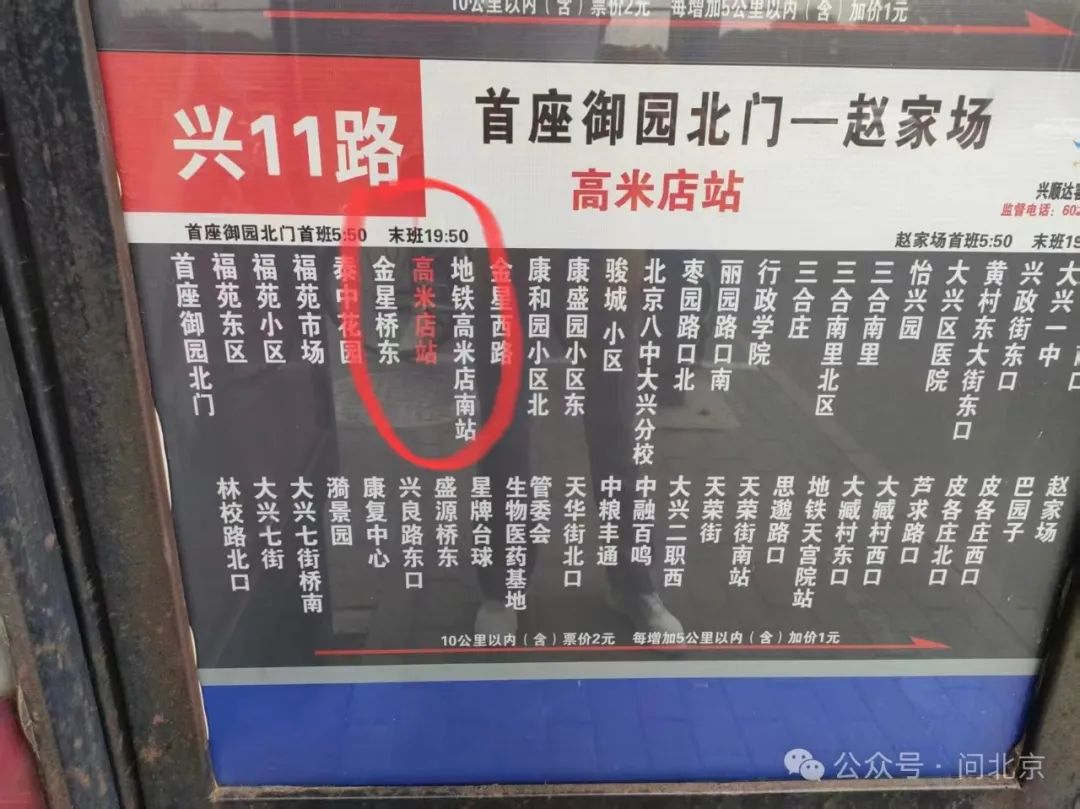 10公里以内（含）票价2元 每增加5公里以内（含）加价1元
兴11路
首座御园北门—赵家场
高米店站
兴顺达
监督电话：602
首座御园北门首班5:50 末班19:50
赵家场首班5:50 末班19
首座御园北门
福苑东区
福苑小区
福苑市场
泰中花园
金星桥东
高米店站
地铁高米店南站
金星西路
康和园小区北
康盛园小区东
骏城小区
北京八中大兴分校
枣园路口北
丽园路口南
行政学院
三合庄
三合南里北区
三合南里
怡兴园
大兴区医院
黄村东大街东口
兴政街东口
大兴一中
林校路北口
大兴七街
大兴七街桥南
漪景园
康复中心
兴良路东口
盛源桥东
星牌台球
生物医药基地
管委会
天华街北口
中粮丰通
中融百鸣
大兴二职西
天荣街
天荣街南站
思邈路口
地铁天宫院站
大臧村东口
大臧村西口
芦求路口
皮各庄北口
皮各庄西口
巴园子
赵家场
10公里以内（含）票价2元 每增加5公里以内（含）加价1元
公众号·问北京